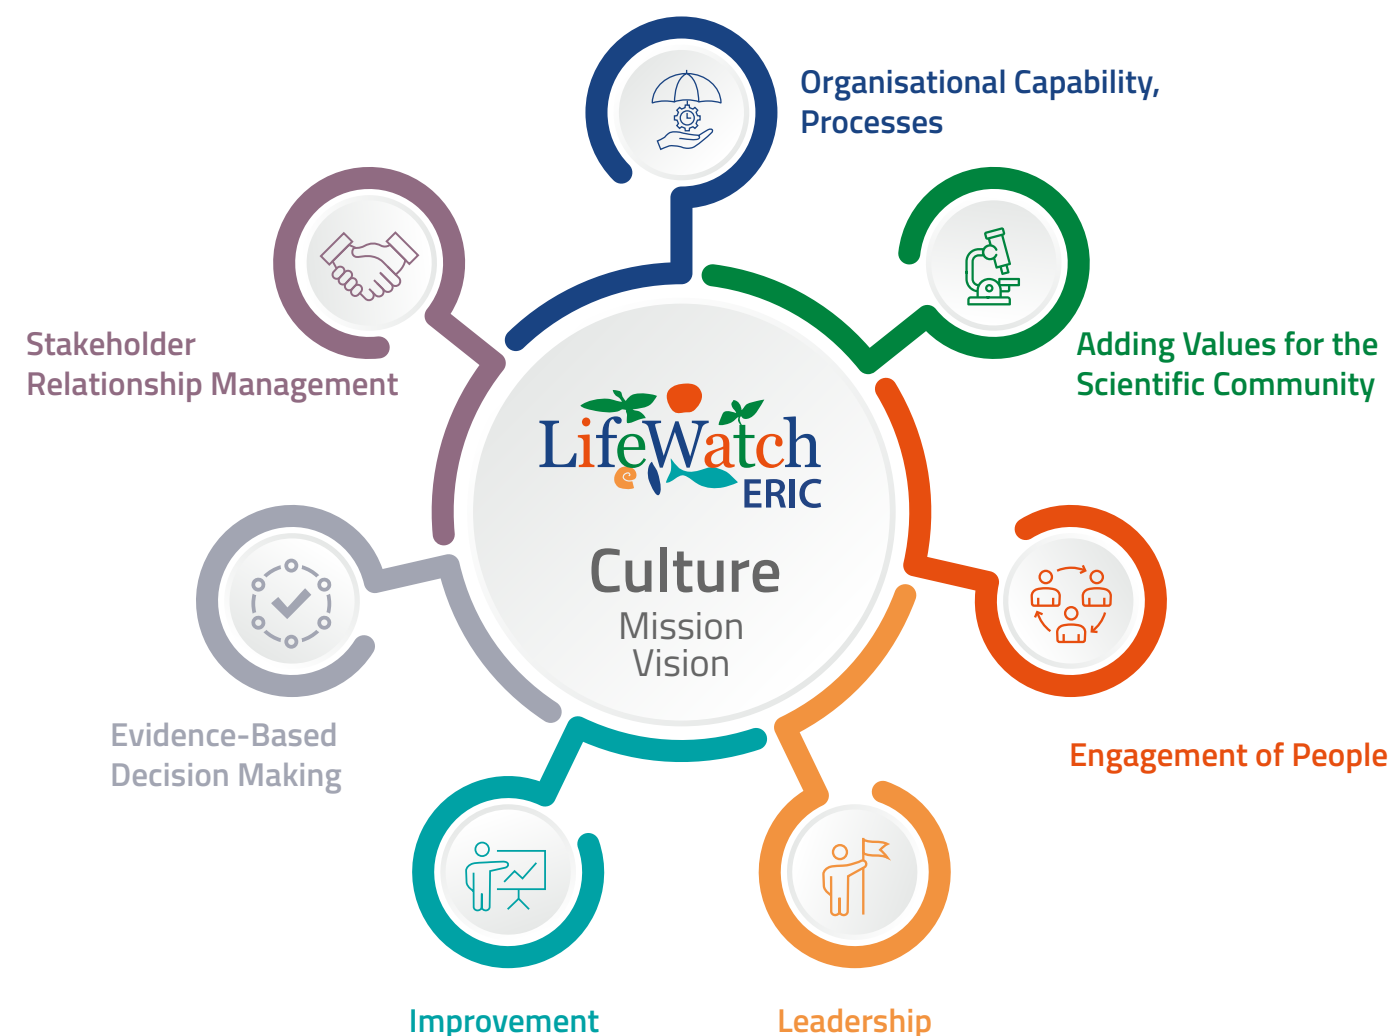 Organisational Capability,
Processes
Adding Values for the
Scientific Community
Stakeholder
Relationship Management
LifeWatch
ERIC
Culture
Mission
Vision
Evidence-Based
Decision Making
Engagement of People
Improvement
Leadership